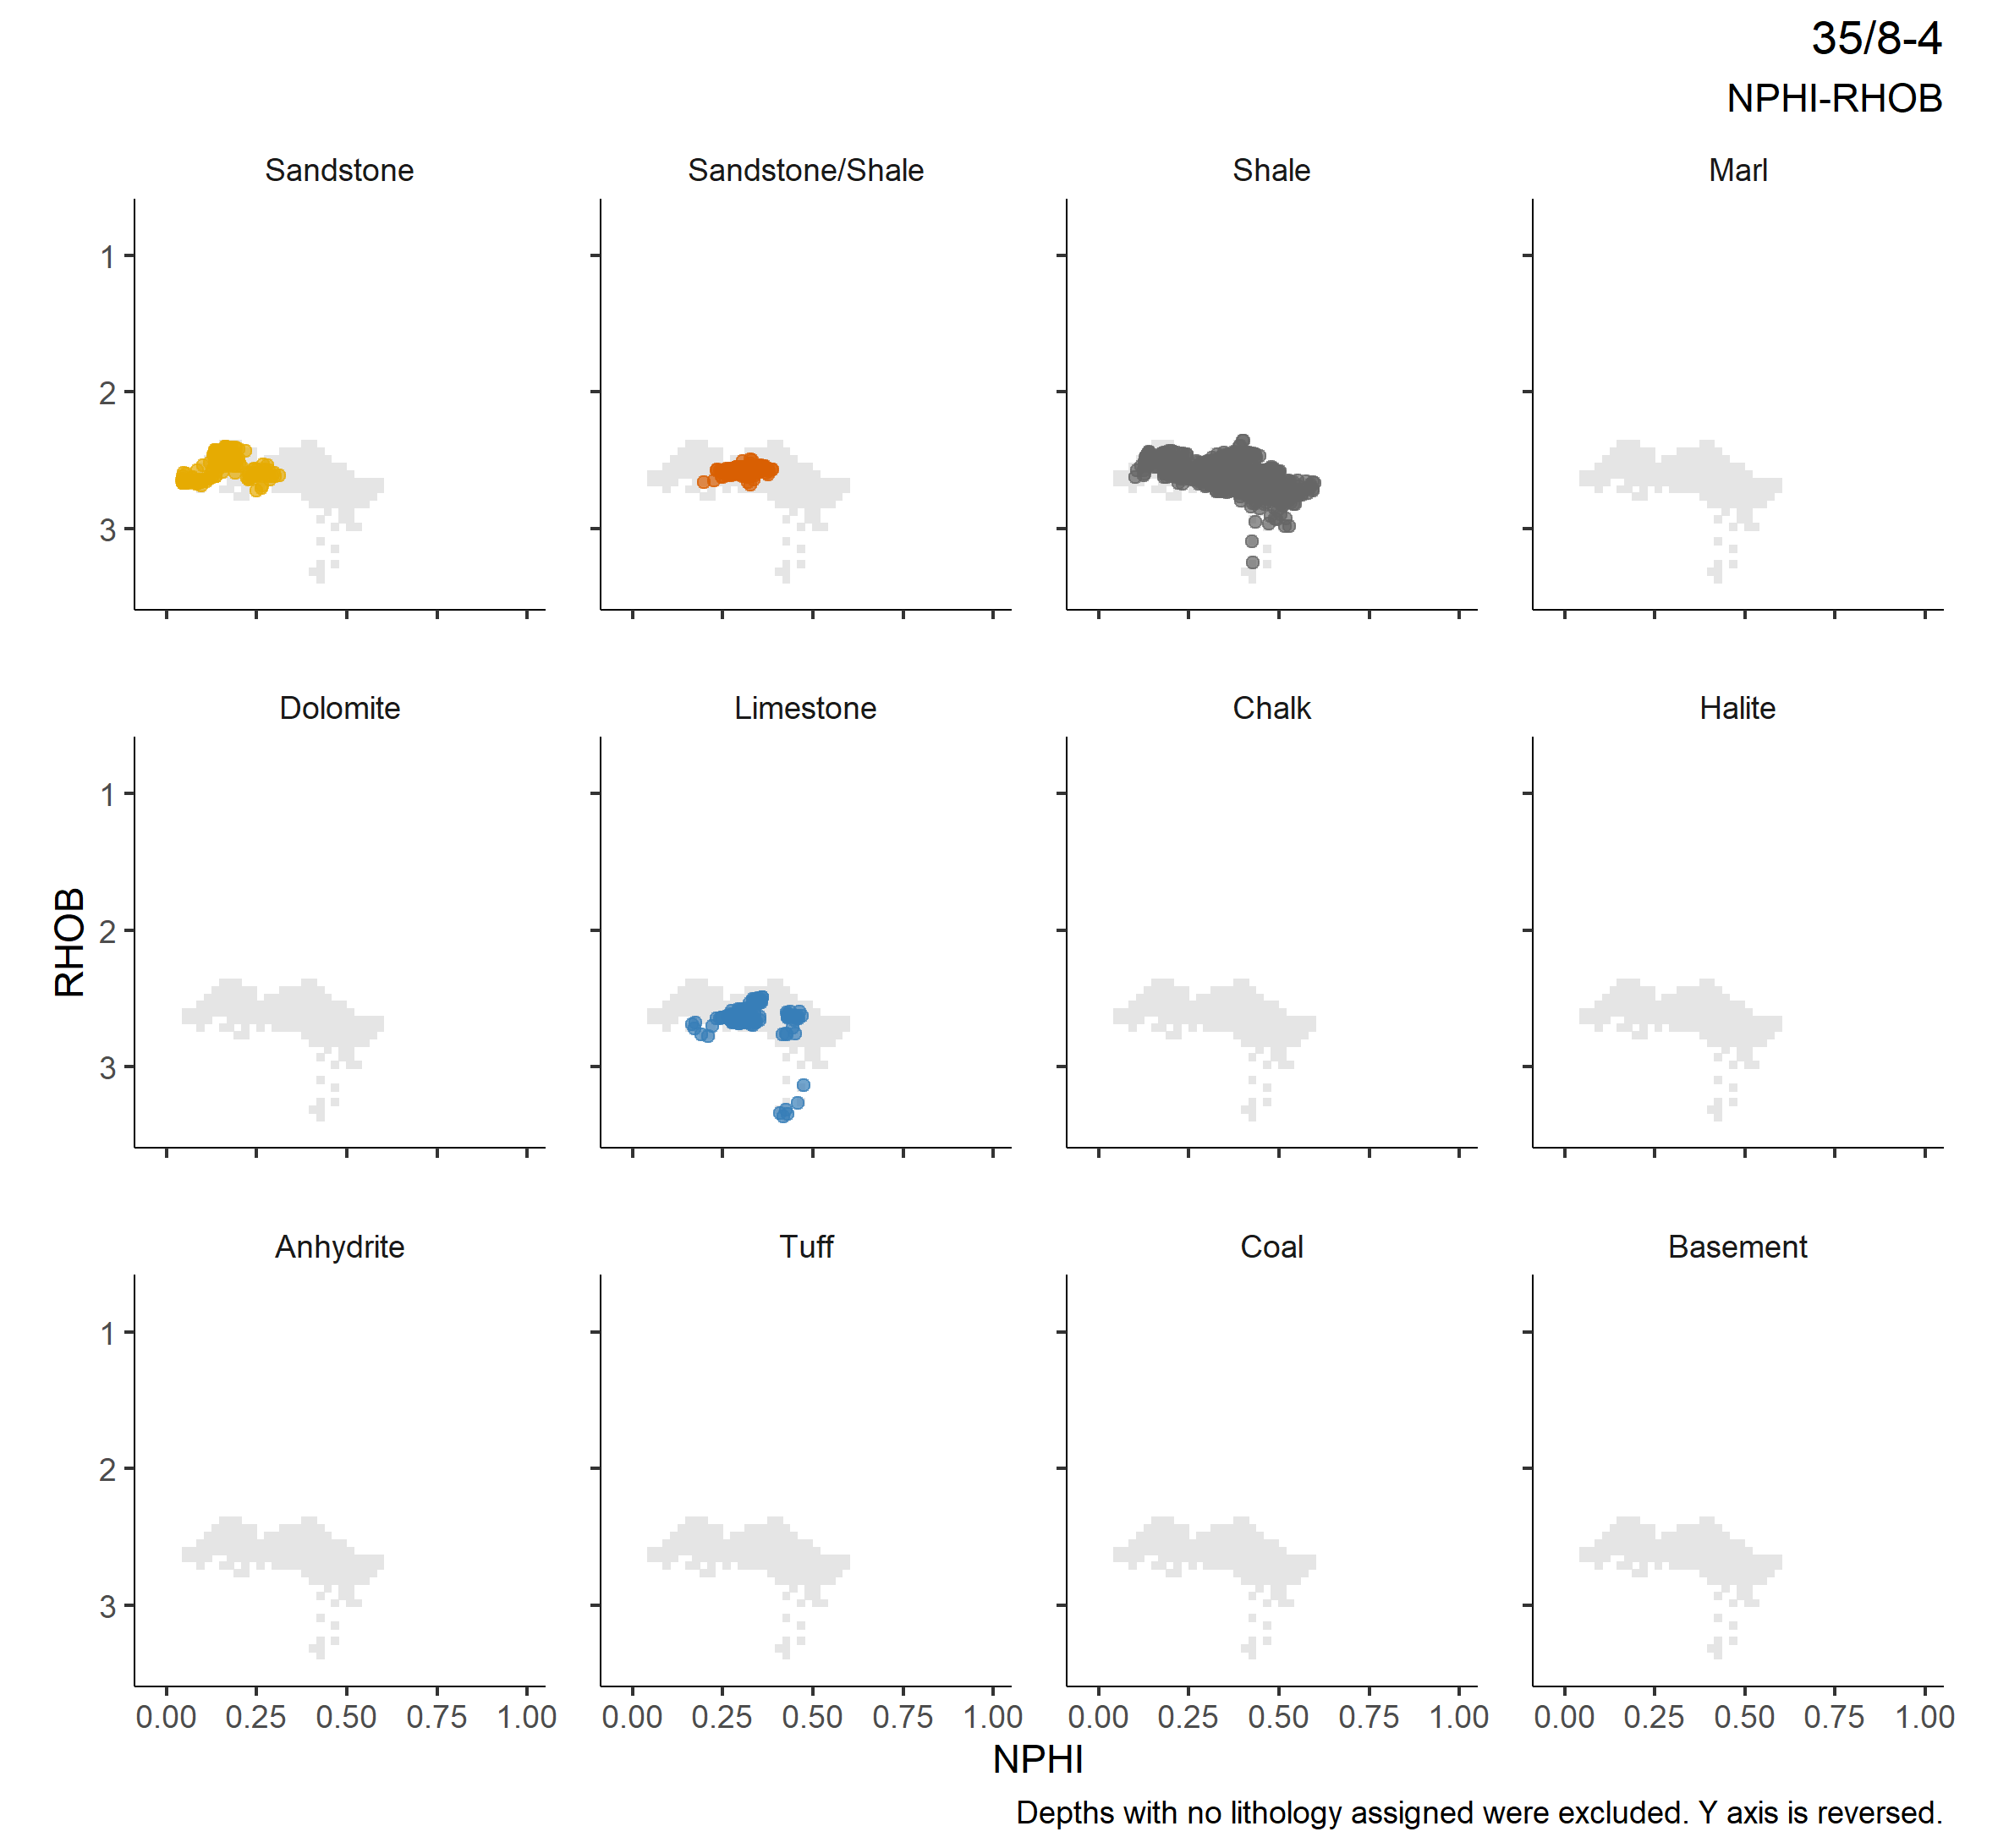 35/8-4
NPHI-RHOB
Sandstone Sandstone/Shale Shale Marl
1
2
3
Dolomite Limestone Chalk Halite
1
2
3
RHOB
Anhydrite Tuff Coal Basement
1
2
3
0.00 0.25 0.50 0.75 1.00 0.00 0.25 0.50 0.75 1.00 0.00 0.25 0.50 0.75 1.00 0.00 0.25 0.50 0.75 1.00
NPHI
Depths with no lithology assigned were excluded. Y axis is reversed.